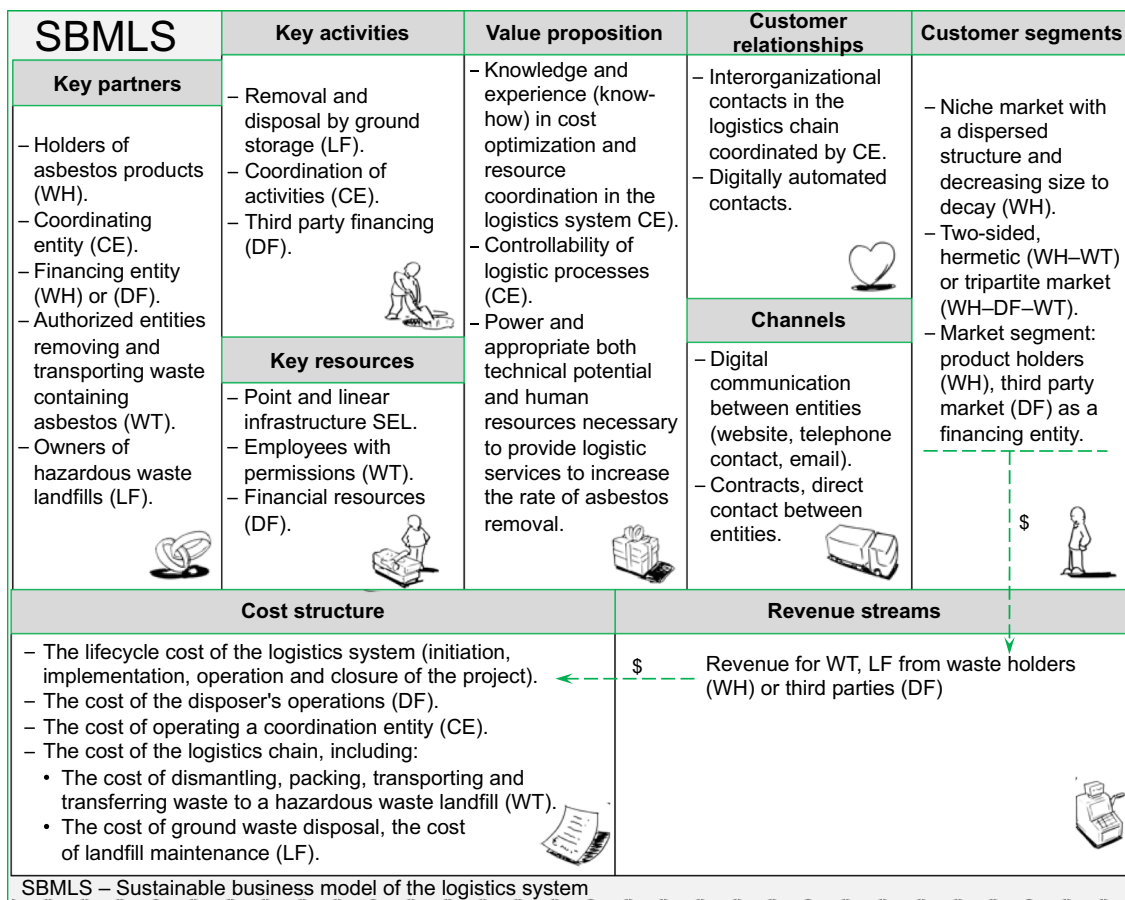 SBMLS
Key partners
– Holders of
asbestos products
(WH).
– Coordinating
entity (CE).
– Financing entity
(WH) or (DF).
– Authorized entities
removing and
transporting waste
containing
asbestos (WT).
– Owners of
hazardous waste
landfills (LF).
Key activities
– Removal and
disposal by ground
storage (LF).
– Coordination of
activities (CE).
– Third party financing
(DF).
Key resources
– Point and linear
infrastructure SEL.
– Employees with
permissions (WT).
– Financial resources
(DF).
Value proposition
– Knowledge and
experience (know-
how) in cost
optimization and
resource
coordination in the
logistics system CE).
– Controllability of
logistic processes
(CE).
– Power and
appropriate both
technical potential
and human
resources necessary
to provide logistic
services to increase
the rate of asbestos
removal.
Customer
relationships
– Interorganizational
contacts in the
logistics chain
coordinated by CE.
– Digitally automated
contacts.
Channels
– Digital
communication
between entities
(website, telephone
contact, email).
– Contracts, direct
contact between
entities.
Customer segments
– Niche market with
a dispersed
structure and
decreasing size to
decay (WH).
– Two-sided,
hermetic (WH–WT)
or tripartite market
(WH–DF–WT).
– Market segment:
product holders
(WH), third party
market (DF) as a
financing entity.
$
Cost structure
– The lifecycle cost of the logistics system (initiation,
implementation, operation and closure of the project).
– The cost of the disposer's operations (DF).
– The cost of operating a coordination entity (CE).
– The cost of the logistics chain, including:
• The cost of dismantling, packing, transporting and
transferring waste to a hazardous waste landfill (WT).
• The cost of ground waste disposal, the cost
of landfill maintenance (LF).
Revenue streams
$
Revenue for WT, LF from waste holders
(WH) or third parties (DF)
SBMLS – Sustainable business model of the logistics system